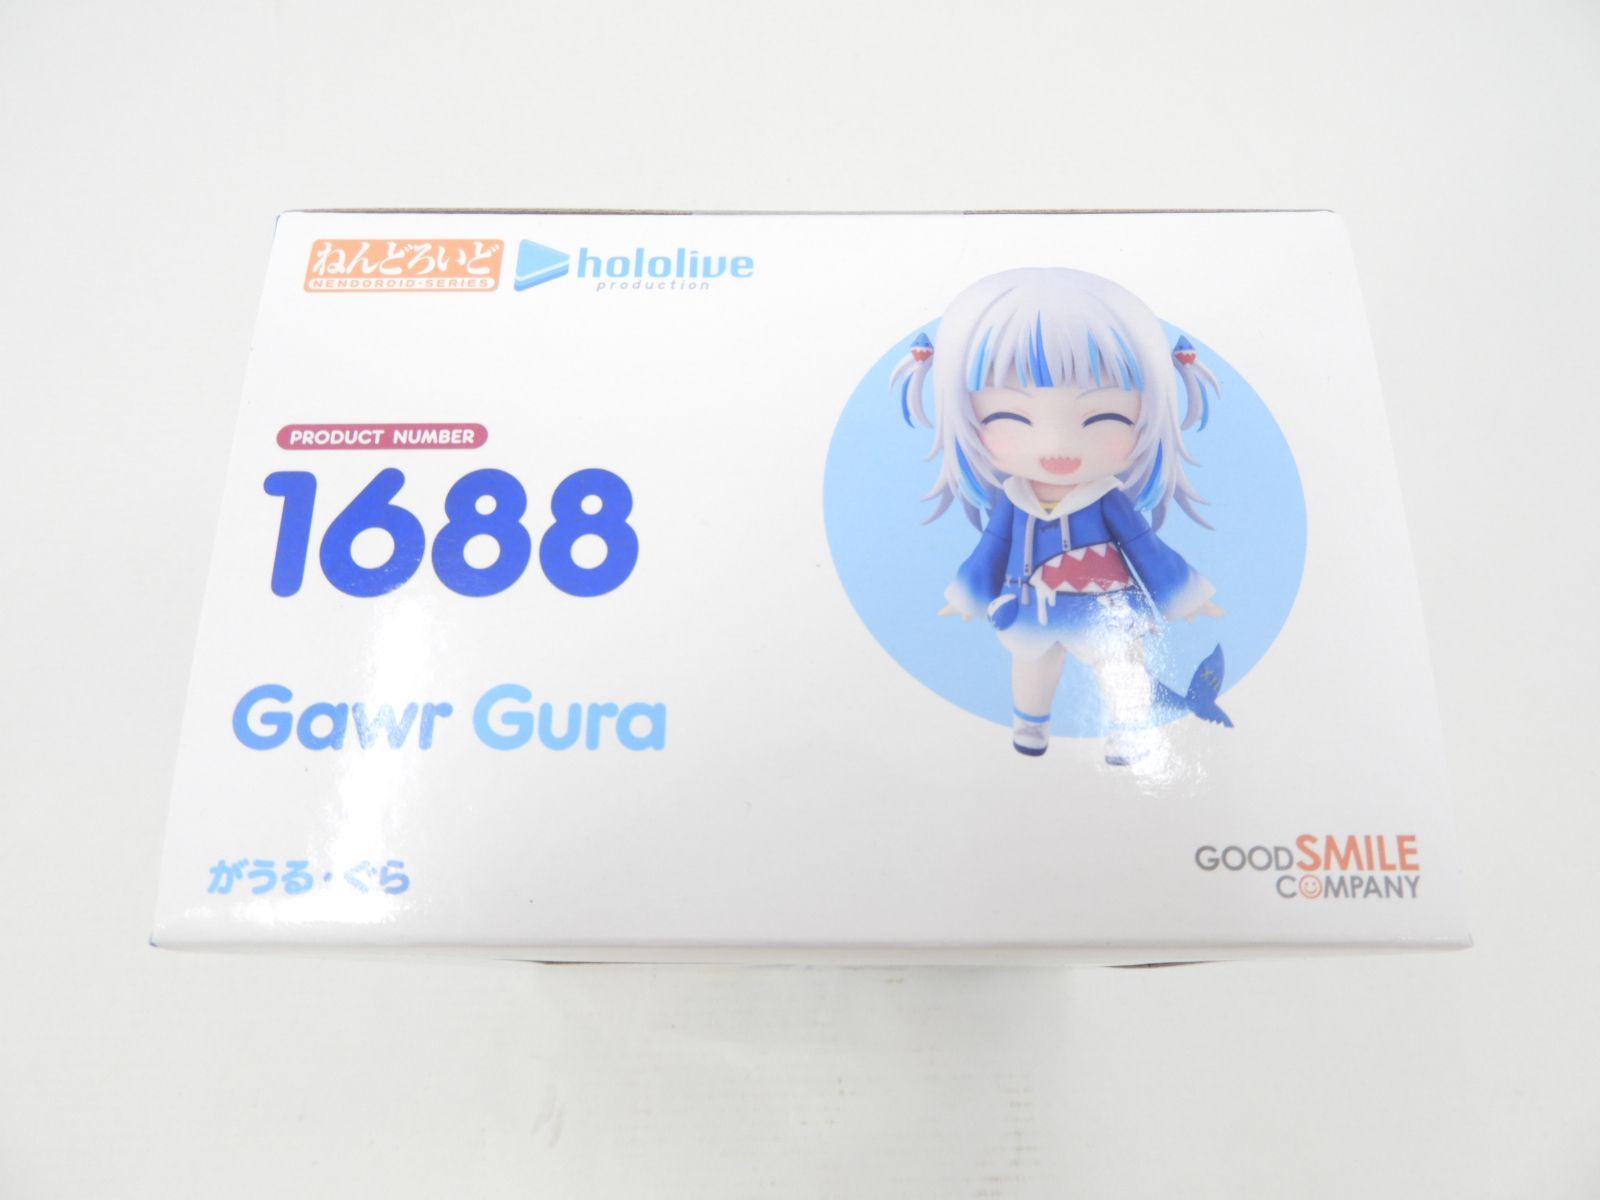 ねんどろいど
NENDOROID-SERIES
hololive
production
PRODUCT NUMBER
1688
Gawr Gura
がうる・ぐら
GOOD SMILE
COMPANY
XII